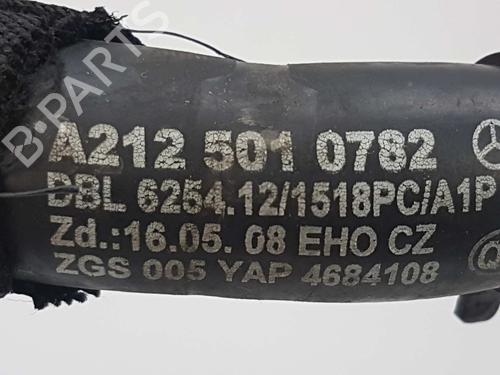 A212 501 0782
DBL 6254.12/1518PC/A1P
Zd.:16.05. 08 EHO CZ
ZGS 005 YAP 4684108
B-PARTS